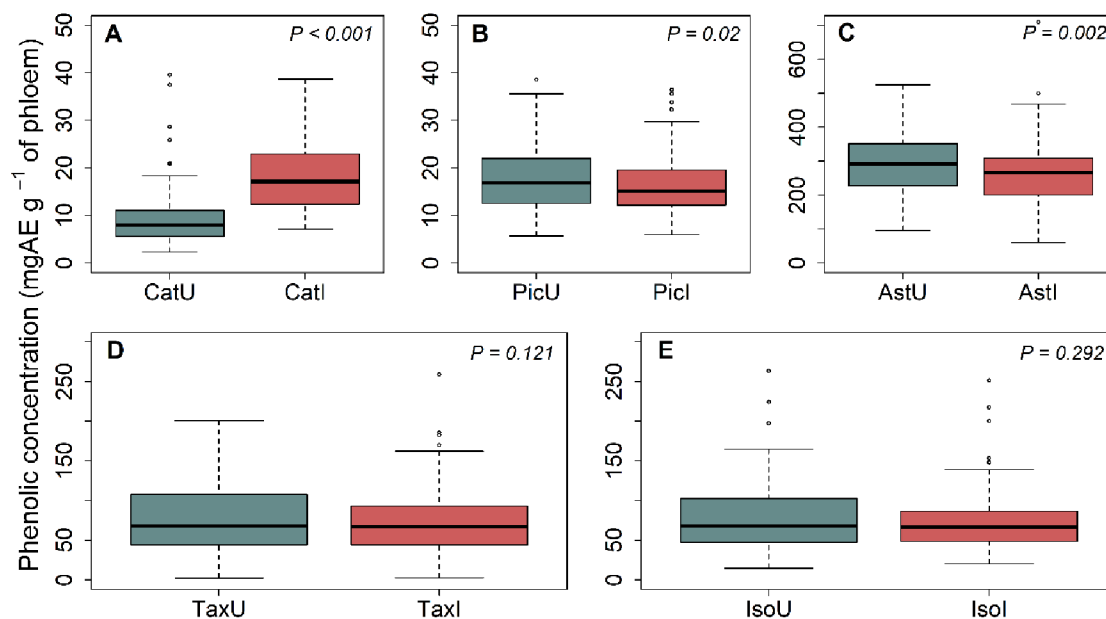 Phenolic concentration (mgAE g⁻¹ of phloem)
A
P < 0.001
50
40
30
20
10
0
CatU CatI
B
P = 0.02
50
40
30
20
10
0
PicU PicI
C
P = 0.002
600
400
200
0
AstU AstI
D
P = 0.121
250
150
50
0
TaxU TaxI
E
P = 0.292
250
150
50
0
IsoU IsoI